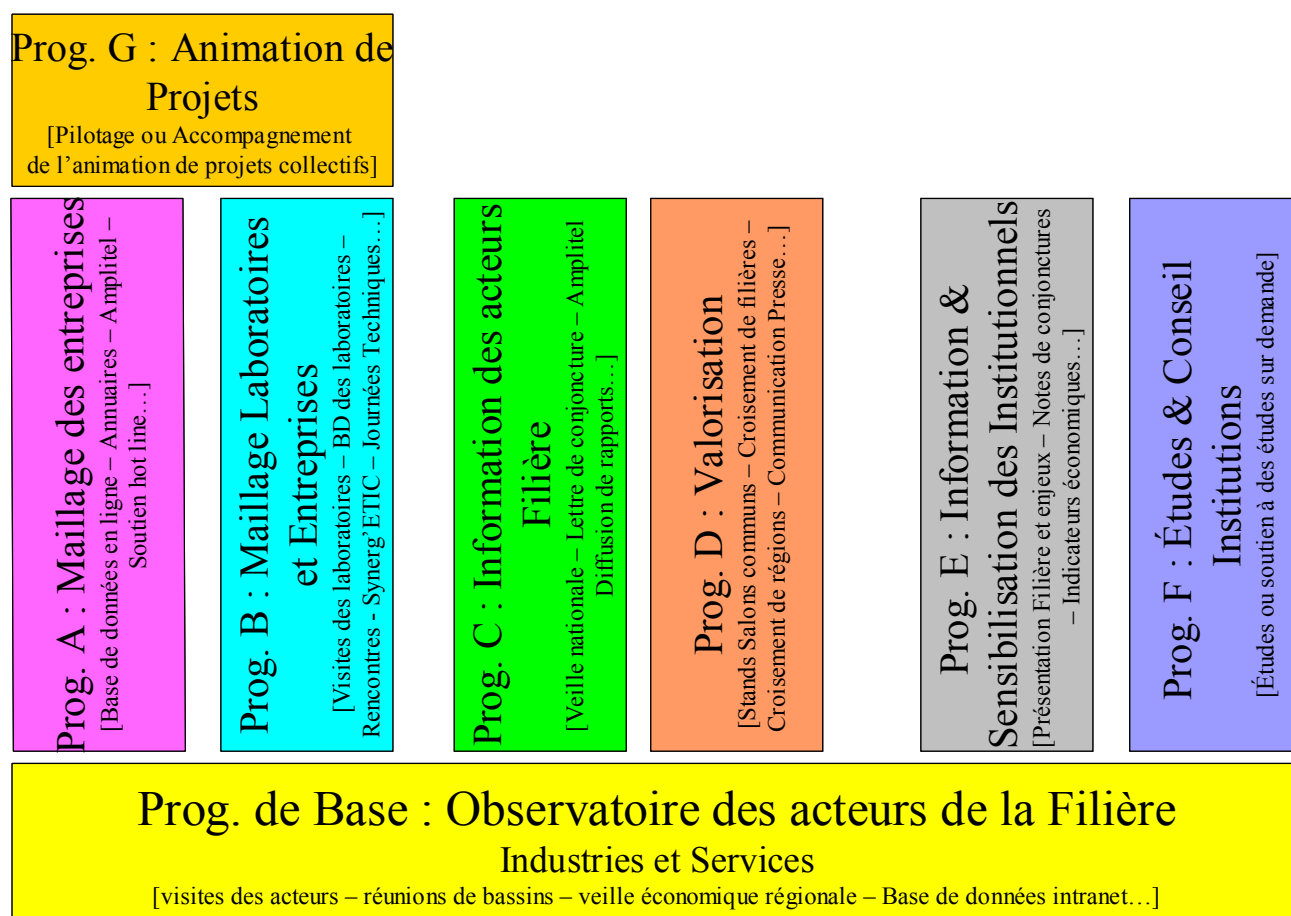 Prog. G : Animation de
Projets
[Pilotage ou Accompagnement
de l’animation de projets collectifs]
Prog. A : Maillage des entreprises
[Base de données en ligne – Annuaires – Amplitel –
Soutien hot line…]
Prog. B : Maillage Laboratoires
et Entreprises
[Visites des laboratoires – BD des laboratoires –
Rencontres - Synerg’ETIC – Journées Techniques…]
Prog. C : Information des acteurs
Filière
[Veille nationale – Lettre de conjoncture – Amplitel
Diffusion de rapports…]
Prog. D : Valorisation
[Stands Salons communs – Croisement de filières –
Croisement de régions – Communication Presse…]
Prog. E : Information &
Sensibilisation des Institutionnels
[Présentation Filière et enjeux – Notes de conjonctures
– Indicateurs économiques…]
Prog. F : Études & Conseil
Institutions
[Études ou soutien à des études sur demande]
Prog. de Base : Observatoire des acteurs de la Filière
Industries et Services
[visites des acteurs – réunions de bassins – veille économique régionale – Base de données intranet…]